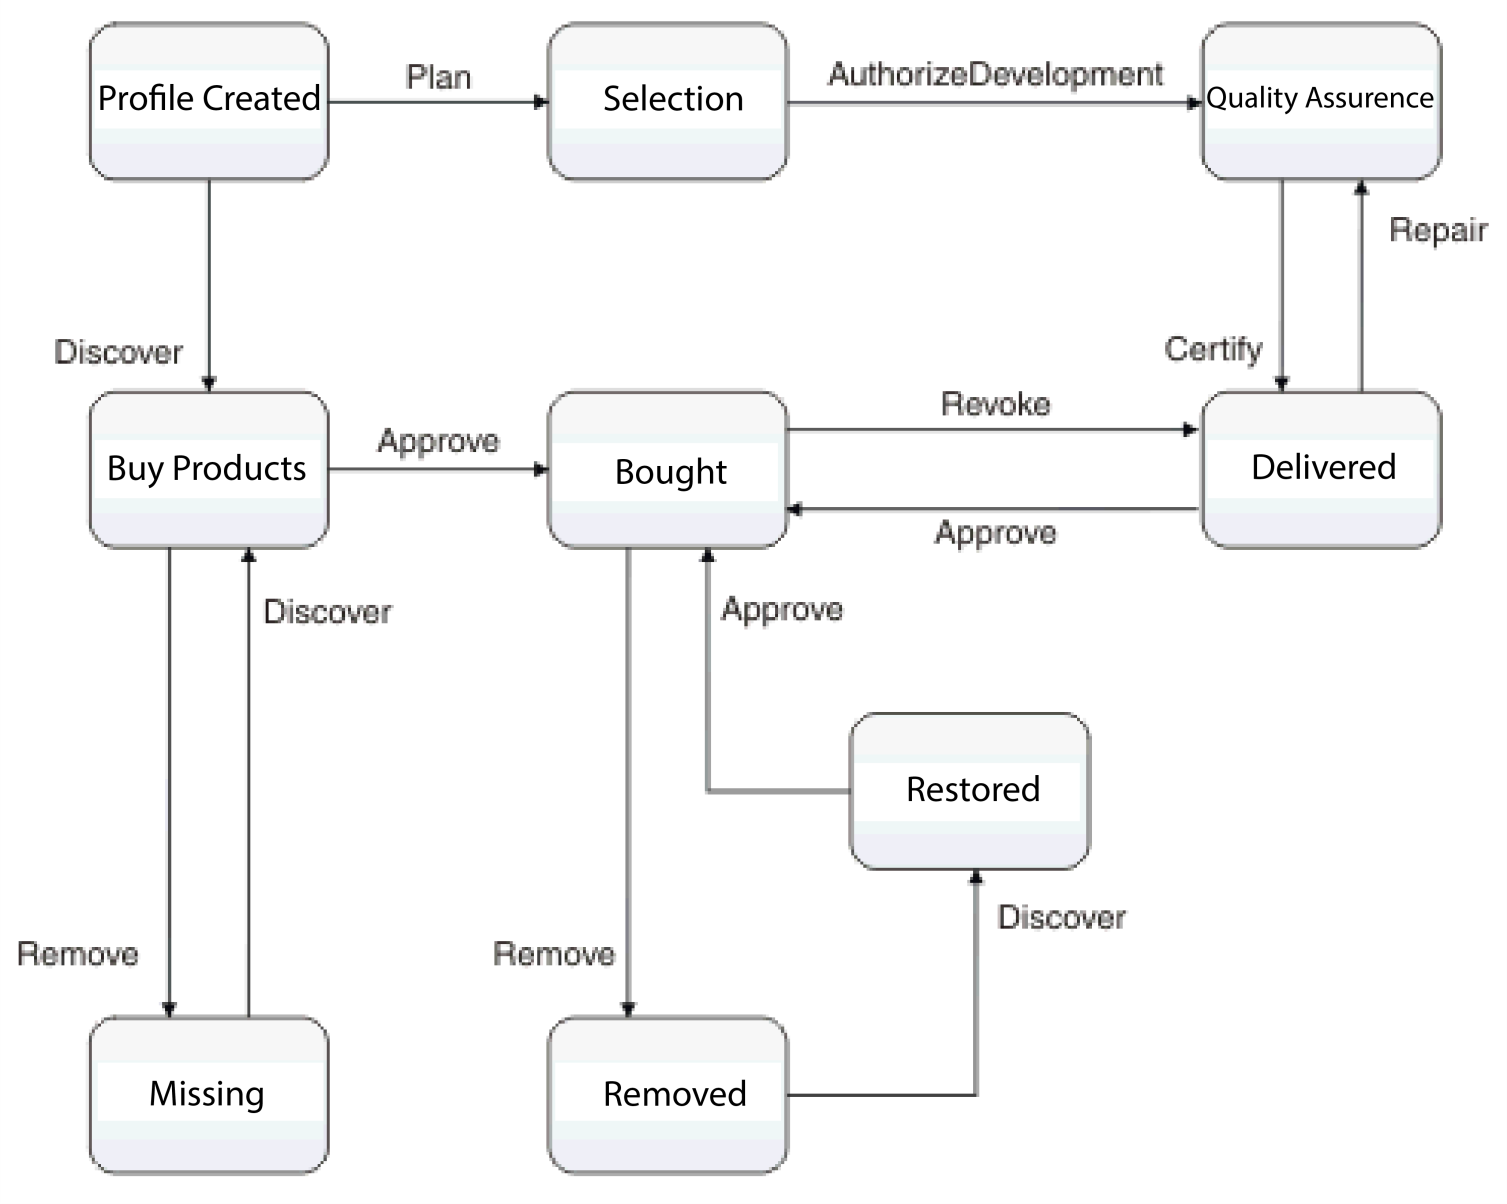 Profile Created
Plan
Selection
AuthorizeDevelopment
Quality Assurence
Repair
Discover
Certify
Buy Products
Approve
Bought
Revoke
Delivered
Approve
Discover
Approve
Restored
Remove
Remove
Discover
Missing
Removed